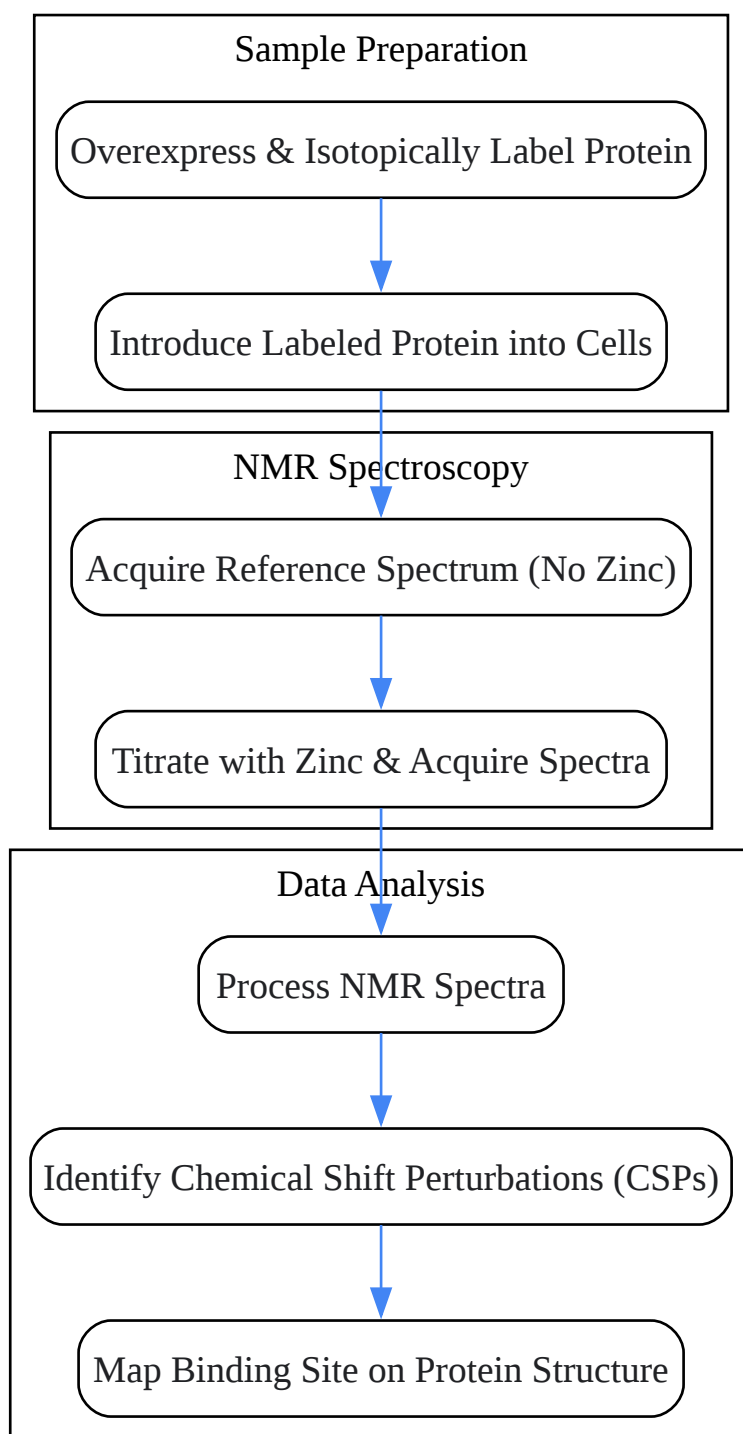 Sample Preparation
Overexpress & Isotopically Label Protein
Introduce Labeled Protein into Cells
NMR Spectroscopy
Acquire Reference Spectrum (No Zinc)
Titrate with Zinc & Acquire Spectra
Data Analysis
Process NMR Spectra
Identify Chemical Shift Perturbations (CSPs)
Map Binding Site on Protein Structure